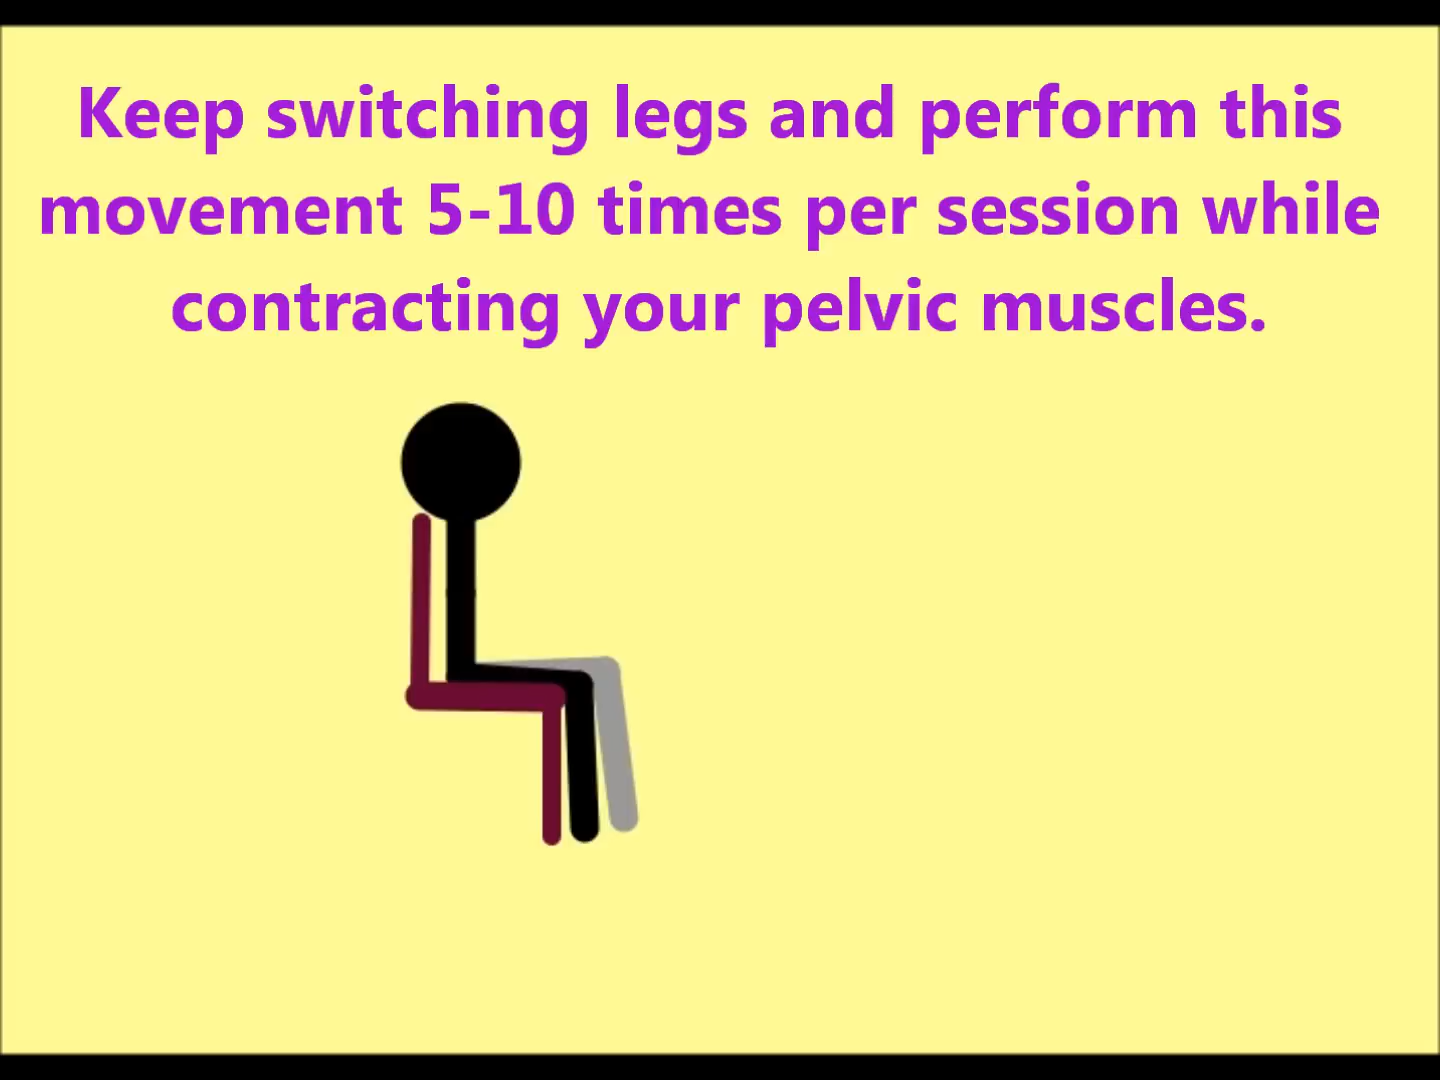 Keep switching legs and perform this
movement 5-10 times per session while
contracting your pelvic muscles.